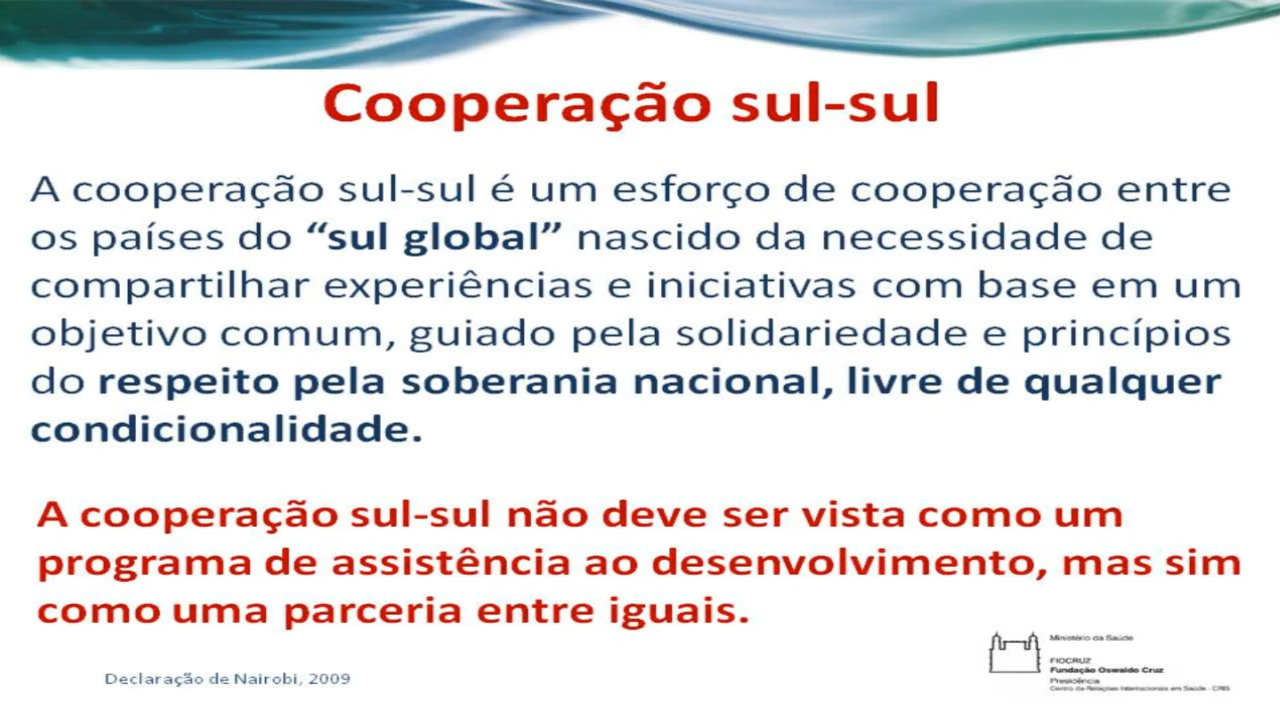 Cooperação sul-sul
A cooperação sul-sul é um esforço de cooperação entre
os países do “sul global” nascido da necessidade de
compartilhar experiências e iniciativas com base em um
objetivo comum, guiado pela solidariedade e princípios
do respeito pela soberania nacional, livre de qualquer
condicionalidade.
A cooperação sul-sul não deve ser vista como um
programa de assistência ao desenvolvimento, mas sim
como uma parceria entre iguais.
Declaração de Nairobi, 2009
Ministério da Saúde
FIOCRUZ
Fundação Oswaldo Cruz
Presidência
Centro de Relações Internacionais em Saúde - CRIS